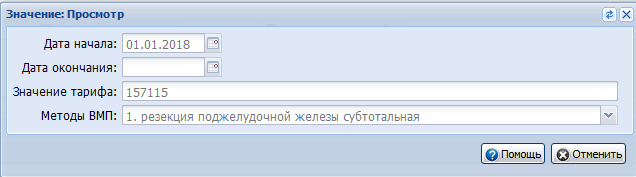 Значение: Просмотр
Дата начала: 01.01.2018
Дата окончания:
Значение тарифа: 157115
Методы ВМП: 1. резекция поджелудочной железы субтотальная
Помощь Отменить